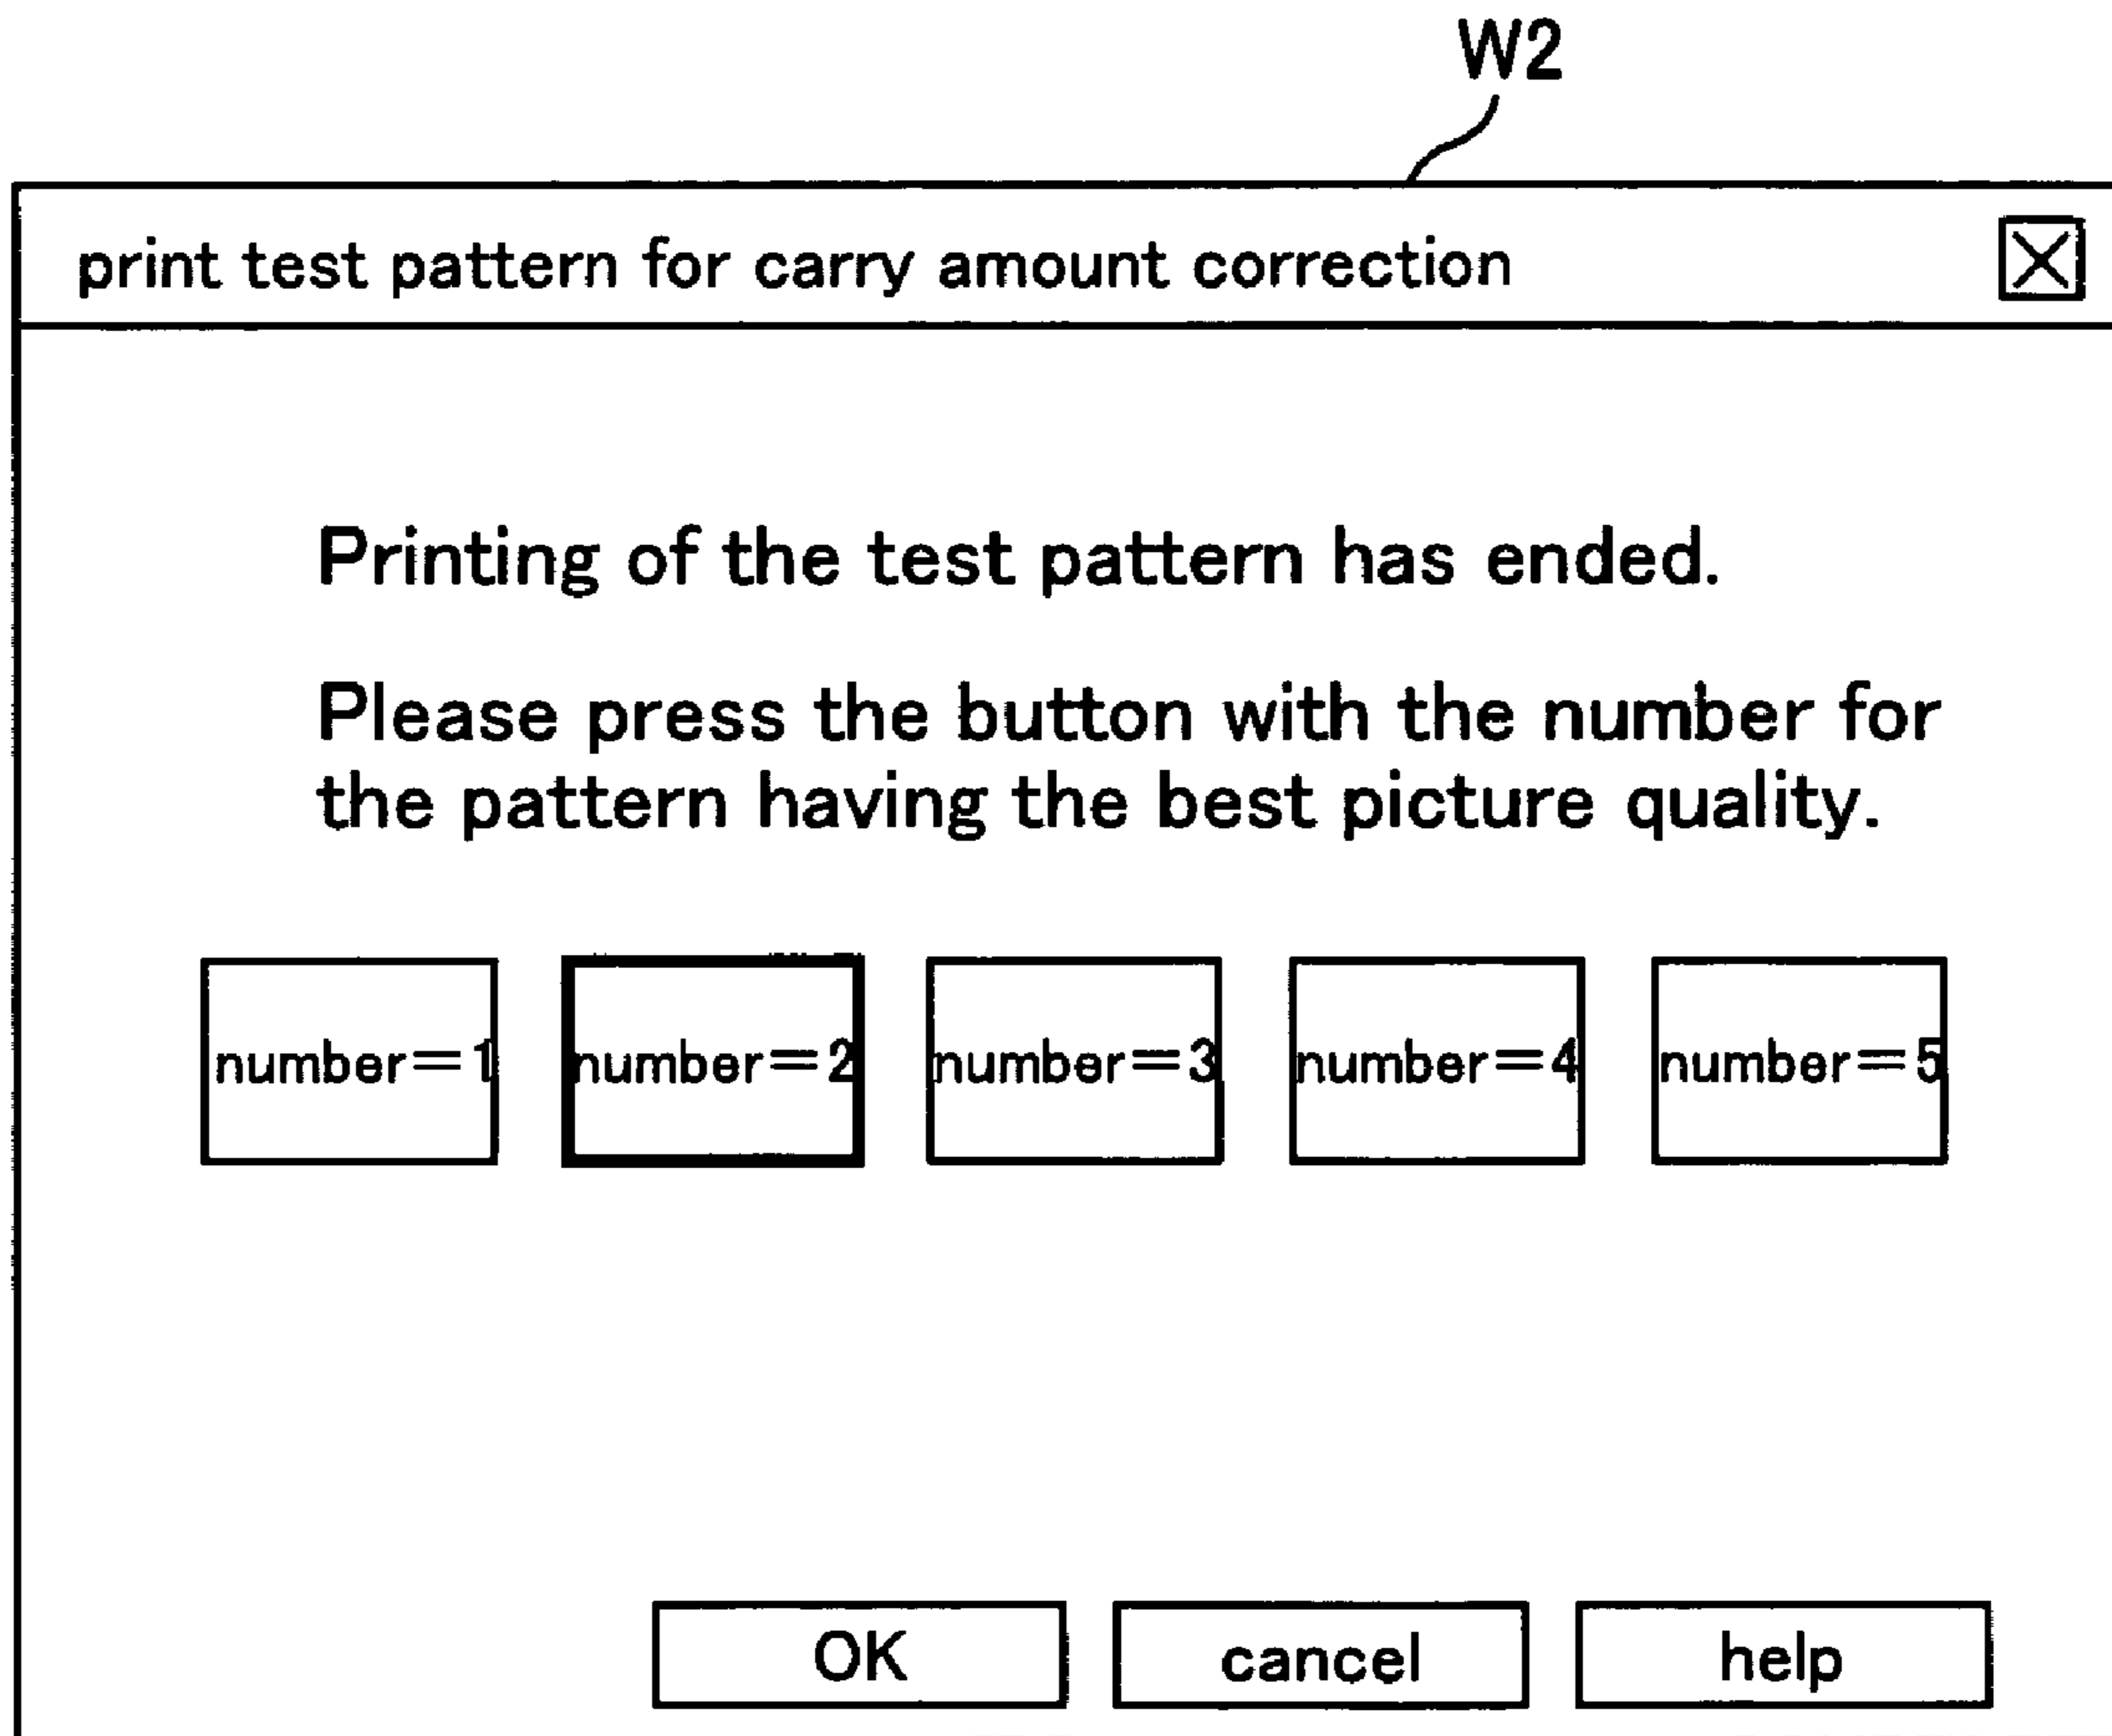 W2
print test pattern for carry amount correction
Printing of the test pattern has ended.
Please press the button with the number for
the pattern having the best picture quality.
number=1 number=2 number=3 number=4 number=5
OK cancel help